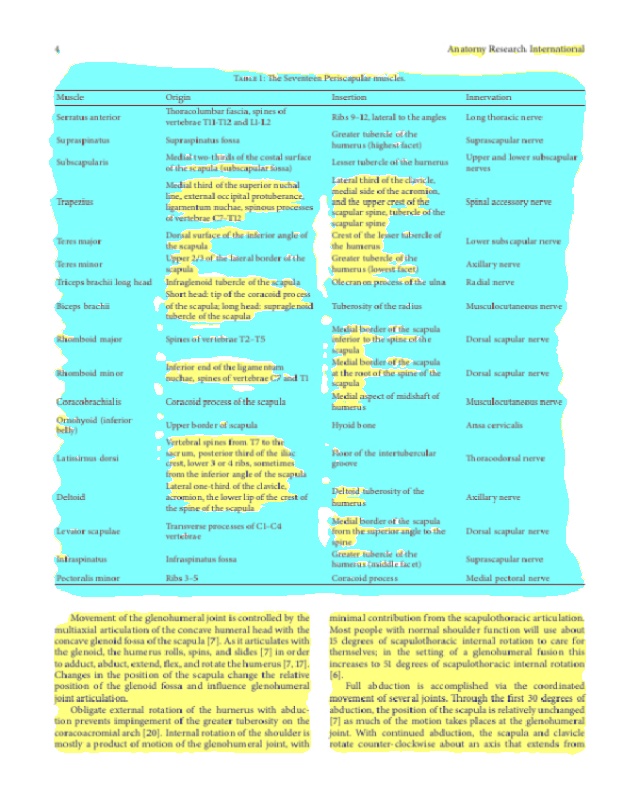 4
Anatomy Research International
Table 1: The Seventeen Periscapular muscles.
Muscle Origin Insertion Innervation
Serratus anterior Thoracolumbar fascia, spines of vertebrae T11-T12 and L1-L2 Ribs 9–12, lateral to the angles Long thoracic nerve
Supraspinatus Supraspinatus fossa Greater tubercle of the humerus (highest facet) Suprascapular nerve
Subscapularis Medial two-thirds of the costal surface of the scapula (subscapular fossa) Lesser tubercle of the humerus Upper and lower subscapular nerves
Trapezius Medial third of the superior nuchal line, external occipital protuberance, ligamentum nuchae, spinous processes of vertebrae C7–T12 Lateral third of the clavicle, medial side of the acromion, and the upper crest of the scapular spine, tubercle of the scapular spine Spinal accessory nerve
Teres major Dorsal surface of the inferior angle of the scapula Crest of the lesser tubercle of the humerus Lower subscapular nerve
Teres minor Upper 2/3 of the lateral border of the scapula Greater tubercle of the humerus (lowest facet) Axillary nerve
Triceps brachii long head Infraglenoid tubercle of the scapula Olecranon process of the ulna Radial nerve
Biceps brachii Short head: tip of the coracoid process of the scapula; long head: supraglenoid tubercle of the scapula Tuberosity of the radius Musculocutaneous nerve
Rhomboid major Spines of vertebrae T2–T5 Medial border of the scapula inferior to the spine of the scapula Dorsal scapular nerve
Rhomboid minor Inferior end of the ligamentum nuchae, spines of vertebrae C7 and T1 Medial border of the scapula at the root of the spine of the scapula Dorsal scapular nerve
Coracobrachialis Coracoid process of the scapula Medial aspect of midshaft of humerus Musculocutaneous nerve
Omohyoid (inferior belly) Upper border of scapula Hyoid bone Ansa cervicalis
Latissimus dorsi Vertebral spines from T7 to the sacrum, posterior third of the iliac crest, lower 3 or 4 ribs, sometimes from the inferior angle of the scapula Floor of the intertubercular groove Thoracodorsal nerve
Deltoid Lateral one-third of the clavicle, acromion, the lower lip of the crest of the spine of the scapula Deltoid tuberosity of the humerus Axillary nerve
Levator scapulae Transverse processes of C1–C4 vertebrae Medial border of the scapula from the superior angle to the spine Dorsal scapular nerve
Infraspinatus Infraspinatus fossa Greater tubercle of the humerus (middle facet) Suprascapular nerve
Pectoralis minor Ribs 3–5 Coracoid process Medial pectoral nerve
Movement of the glenohumeral joint is controlled by the
multiaxial articulation of the concave humeral head with the
concave glenoid fossa of the scapula [7]. As it articulates with
the glenoid, the humerus rolls, spins, and slides [7] in order
to adduct, abduct, extend, flex, and rotate the humerus [7, 17].
Changes in the position of the scapula change the relative
position of the glenoid fossa and influence glenohumeral
joint articulation.
Obligate external rotation of the humerus with abduc-
tion prevents impingement of the greater tuberosity on the
coracoacromial arch [20]. Internal rotation of the shoulder is
mostly a product of motion of the glenohumeral joint, with
minimal contribution from the scapulothoracic articulation.
Most people with normal shoulder function will use about
15 degrees of scapulothoracic internal rotation to care for
themselves; in the setting of a glenohumeral fusion this
increases to 51 degrees of scapulothoracic internal rotation
[6].
Full abduction is accomplished via the coordinated
movement of several joints. Through the first 30 degrees of
abduction, the position of the scapula is relatively unchanged
[7] as much of the motion takes places at the glenohumeral
joint. With continued abduction, the scapula and clavicle
rotate counter-clockwise about an axis that extends from